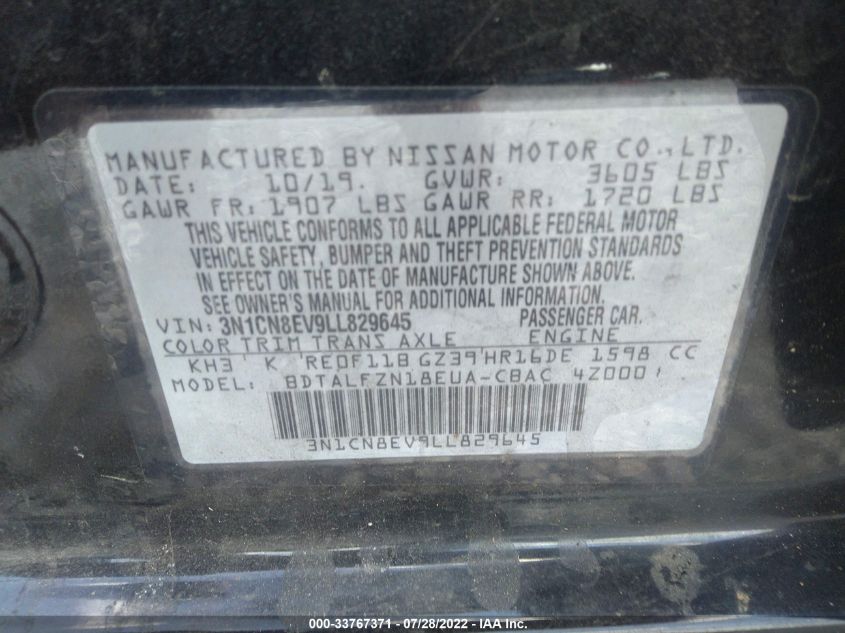 MANUFACTURED BY NISSAN MOTOR CO., LTD.
DATE: 10/19. GVWR: 3605 LBS
GAWR FR: 1907 LBS GAWR RR: 1720 LBS
THIS VEHICLE CONFORMS TO ALL APPLICABLE FEDERAL MOTOR
VEHICLE SAFETY, BUMPER AND THEFT PREVENTION STANDARDS
IN EFFECT ON THE DATE OF MANUFACTURE SHOWN ABOVE.
SEE OWNER'S MANUAL FOR ADDITIONAL INFORMATION.
VIN: 3N1CN8EV9LL829645 PASSENGER CAR.
COLOR TRIM TRANS AXLE ENGINE
KH3 K RE0F11B GZ39 HR16DE 1598 CC
MODEL: BDTALFZN18EUA-CBAC 4Z000
3N1CN8EV9LL829645
000-33767371 / 07/28/2022 - IAA Inc.